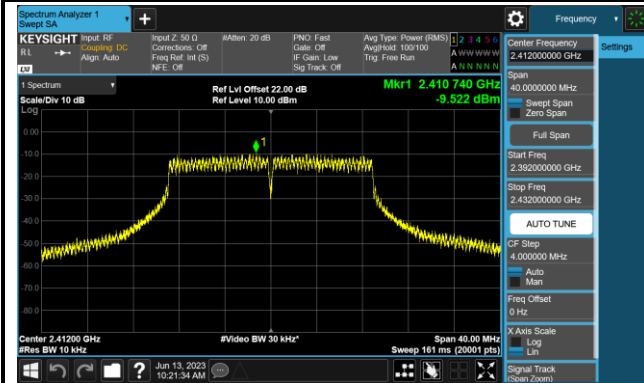 Spectrum Analyzer 1
Swept SA
+
Frequency
KEYSIGHT
RL
Input: RF
Coupling: DC
Align: Auto
Input Z: 50 Ω
Corrections: Off
Freq Ref: Int (S)
NFE: Off
#Atten: 20 dB
PNO: Fast
Gate: Off
IF Gain: Low
Sig Track: Off
Avg Type: Power (RMS)
Avg|Hold: 100/100
Trig: Free Run
1 2 3 4 5 6
A W W W W W
A N N N N N
LXI
1 Spectrum
Scale/Div 10 dB
Log
Ref Lvl Offset 22.00 dB
Ref Level 10.00 dBm
Mkr1 2.410 740 GHz
-9.522 dBm
1
0.00
-10.0
-20.0
-30.0
-40.0
-50.0
-60.0
-70.0
-80.0
Center 2.41200 GHz
#Res BW 10 kHz
#Video BW 30 kHz*
Span 40.00 MHz
Sweep 161 ms (20001 pts)
?
Jun 13, 2023
10:21:34 AM
Center Frequency
2.412000000 GHz
Settings
Span
40.0000000 MHz
Swept Span
Zero Span
Full Span
Start Freq
2.392000000 GHz
Stop Freq
2.432000000 GHz
AUTO TUNE
CF Step
4.000000 MHz
Auto
Man
Freq Offset
0 Hz
X Axis Scale
Log
Lin
Signal Track
(Span Zoom)